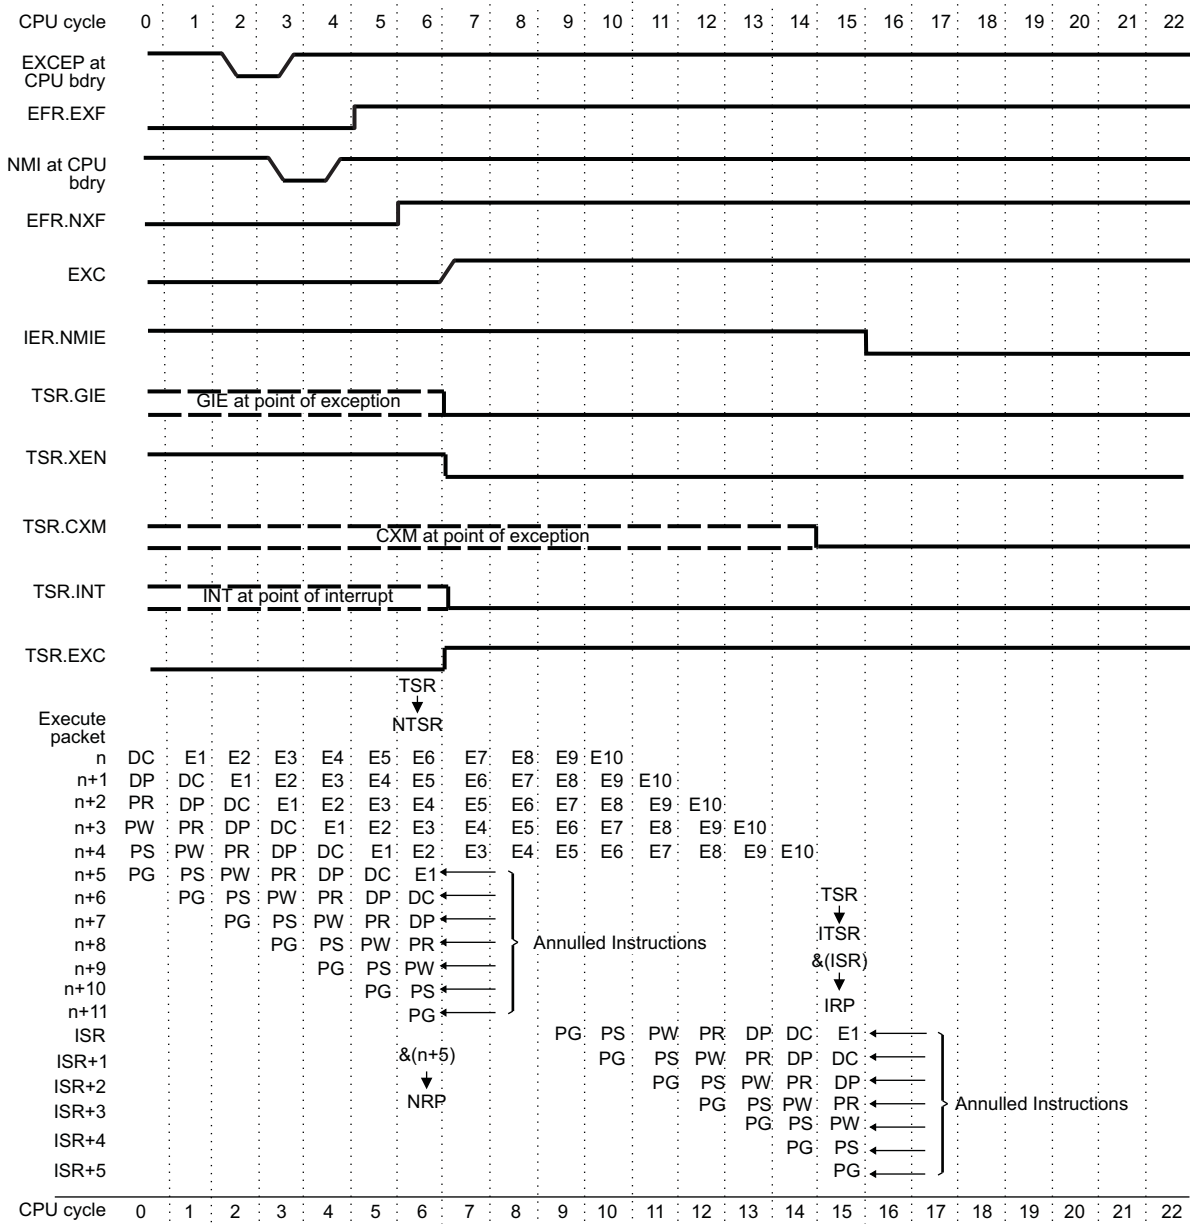 CPU cycle 0 1 2 3 4 5 6 7 8 9 10 11 12 13 14 15 16 17 18 19 20 21 22
EXCEP at
CPU bdry
EFR.EXF
NMI at CPU
bdry
EFR.NXF
EXC
IER.NMIE
TSR.GIE
GIE at point of exception
TSR.XEN
TSR.CXM
CXM at point of exception
TSR.INT
INT at point of interrupt
TSR.EXC
TSR
NTSR
Execute
packet
n DC E1 E2 E3 E4 E5 E6 E7 E8 E9 E10
n+1 DP DC E1 E2 E3 E4 E5 E6 E7 E8 E9 E10
n+2 PR DP DC E1 E2 E3 E4 E5 E6 E7 E8 E9 E10
n+3 PW PR DP DC E1 E2 E3 E4 E5 E6 E7 E8 E9 E10
n+4 PS PW PR DP DC E1 E2 E3 E4 E5 E6 E7 E8 E9 E10
n+5 PG PS PW PR DP DC E1
n+6 PG PS PW PR DP DC
n+7 PG PS PW PR DP
n+8 PG PS PW PR
n+9 PG PS PW
n+10 PG PS
n+11 PG
Annulled Instructions
TSR
ITSR
&(ISR)
IRP
ISR PG PS PW PR DP DC E1
ISR+1 PG PS PW PR DP DC
ISR+2 PG PS PW PR DP
ISR+3 PG PS PW PR
PG PS PW
ISR+4 PG PS
ISR+5 PG
&(n+5)
NRP
Annulled Instructions
CPU cycle 0 1 2 3 4 5 6 7 8 9 10 11 12 13 14 15 16 17 18 19 20 21 22